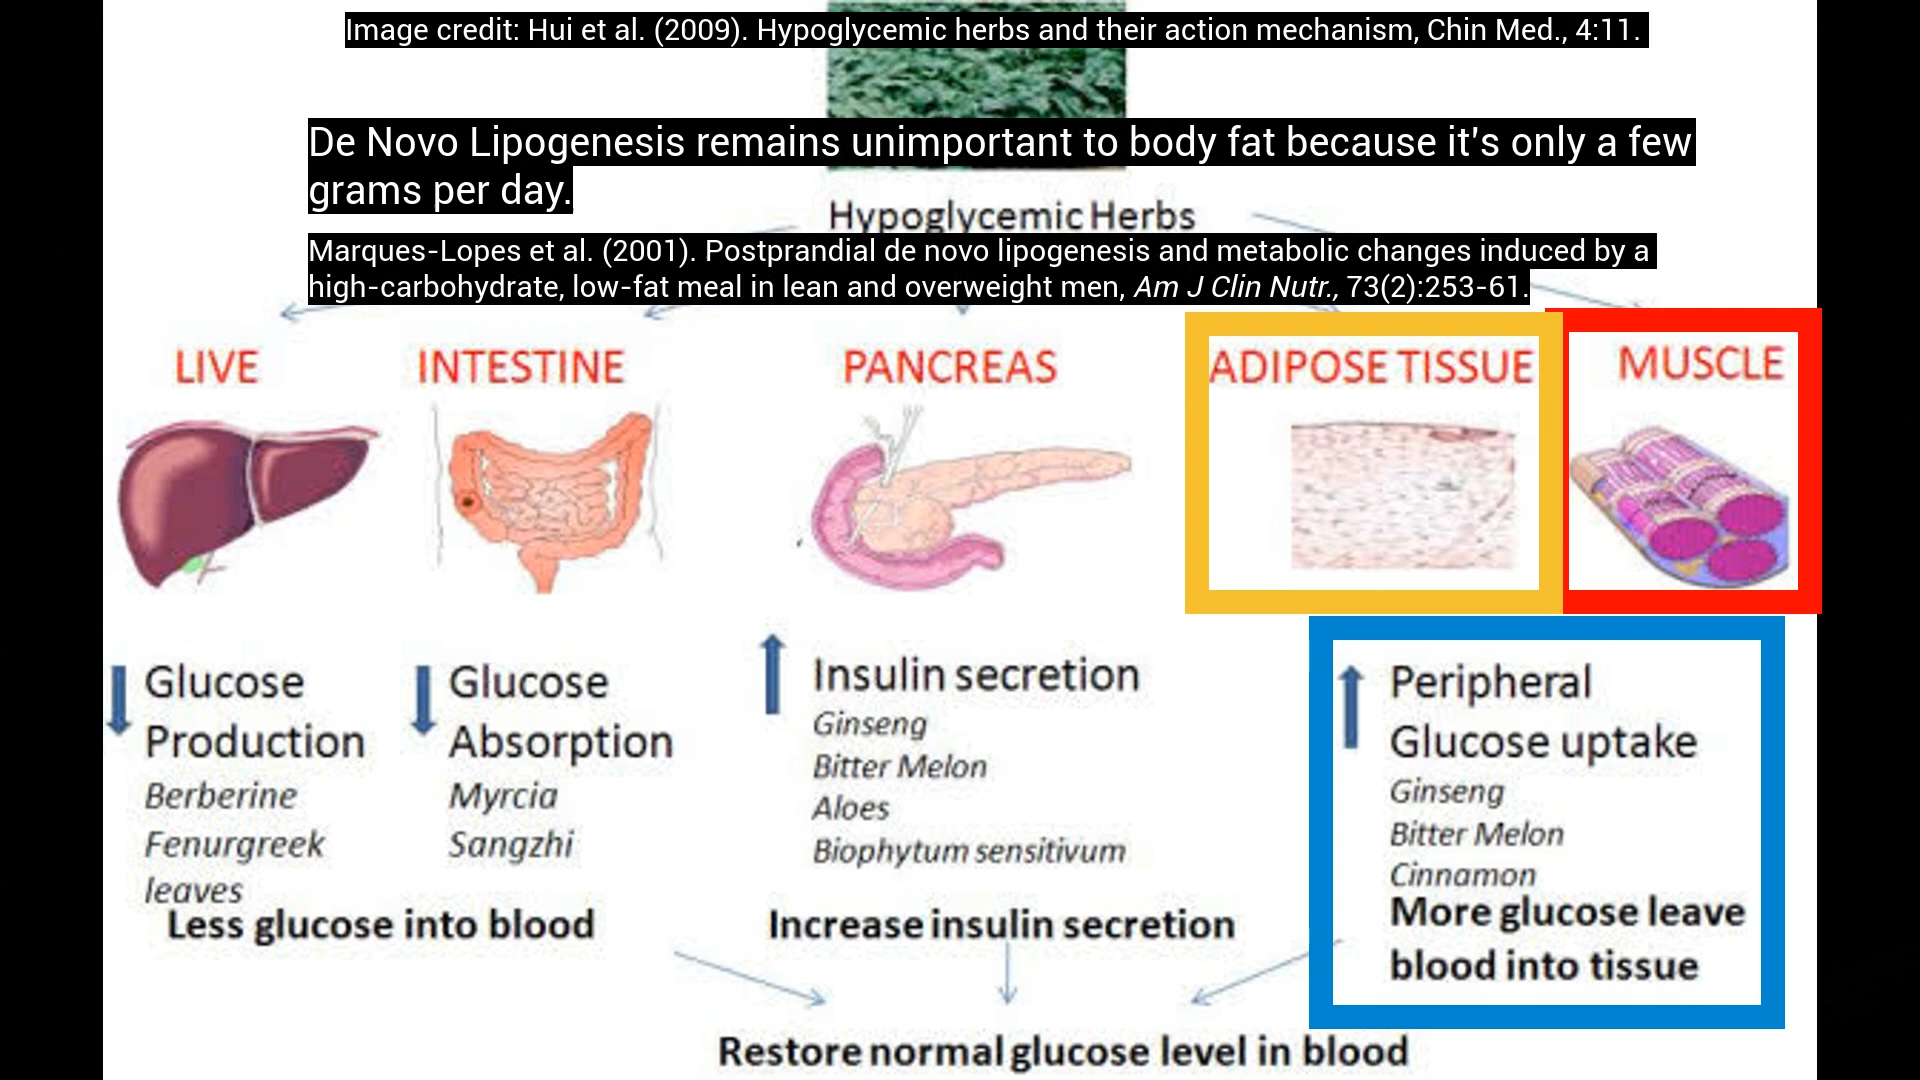 Image credit: Hui et al. (2009). Hypoglycemic herbs and their action mechanism, Chin Med., 4:11.
De Novo Lipogenesis remains unimportant to body fat because it's only a few
grams per day.
Hypoglycemic Herbs
Marques-Lopes et al. (2001). Postprandial de novo lipogenesis and metabolic changes induced by a
high-carbohydrate, low-fat meal in lean and overweight men, Am J Clin Nutr., 73(2):253-61.
LIVE
INTESTINE
PANCREAS
ADIPOSE TISSUE
MUSCLE
Glucose
Production
Berberine
Fenurgreek
leaves
Glucose
Absorption
Myrcia
Sangzhi
Less glucose into blood
Insulin secretion
Ginseng
Bitter Melon
Aloes
Biophytum sensitivum
Increase insulin secretion
Peripheral
Glucose uptake
Ginseng
Bitter Melon
Cinnamon
More glucose leave
blood into tissue
Restore normal glucose level in blood